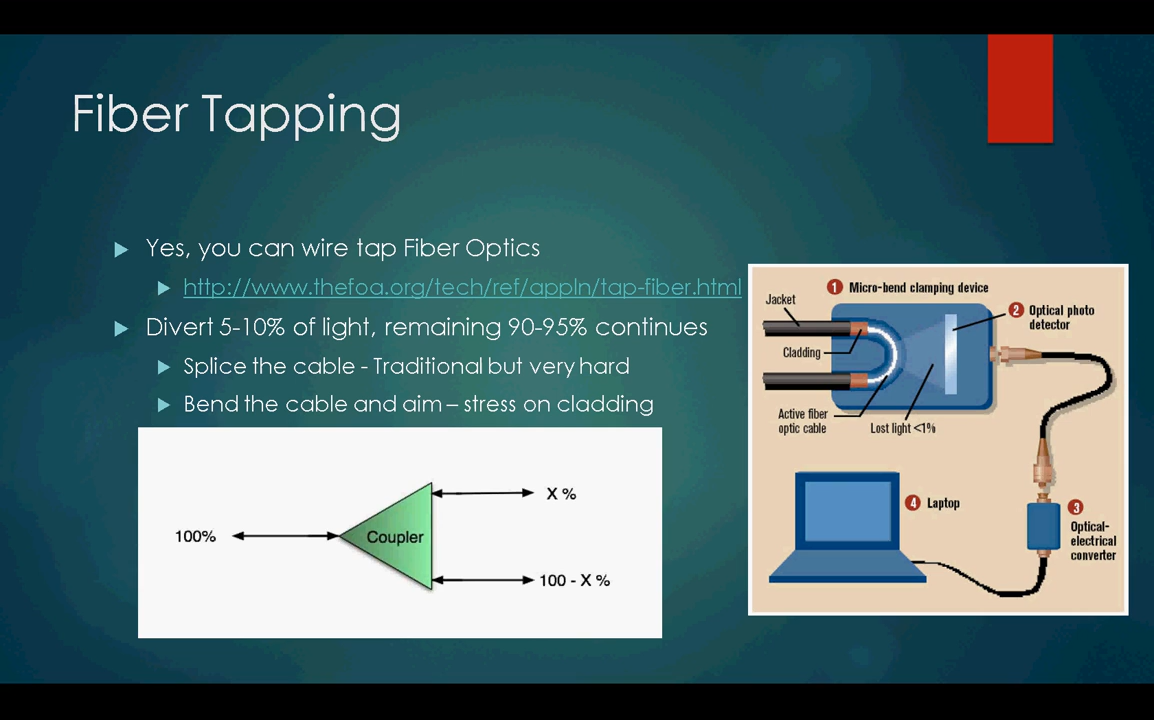 Fiber Tapping
Yes, you can wire tap Fiber Optics
http://www.thefoa.org/tech/ref/appln/tap-fiber.html
Divert 5-10% of light, remaining 90-95% continues
Splice the cable - Traditional but very hard
Bend the cable and aim – stress on cladding
100%
Coupler
X %
100 - X %
1 Micro-bend clamping device
Jacket
2 Optical photo
detector
Cladding
Active fiber
optic cable
Lost light <1%
4 Laptop
3
Optical-
electrical
converter